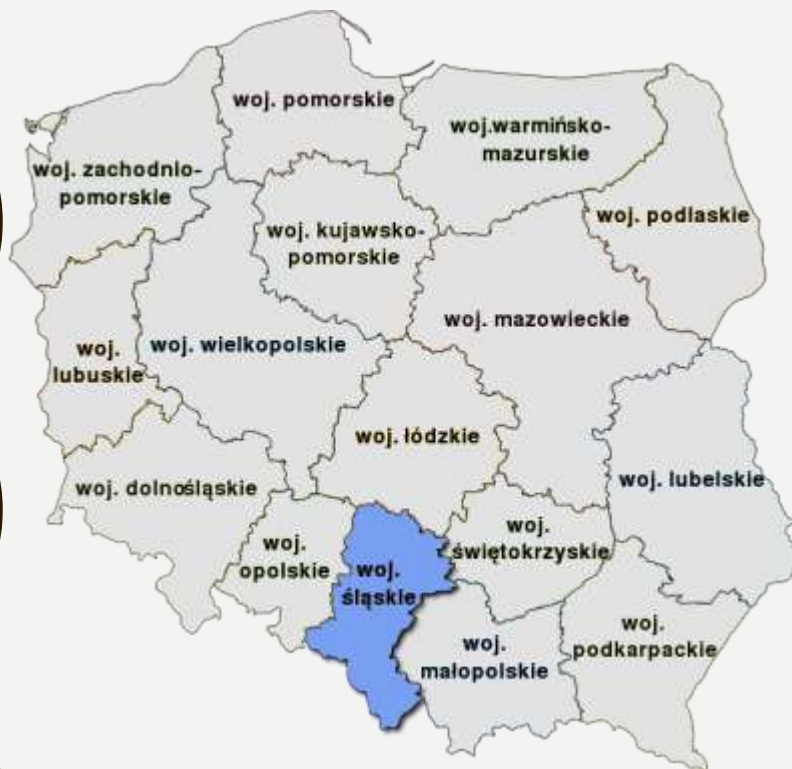 woj. pomorskie
woj.warmińsko-
mazurskie
woj. zachodnio-
pomorskie
woj. podlaskie
woj. kujawsko-
pomorskie
woj. mazowieckie
woj.
lubuskie
woj. wielkopolskie
woj. łódzkie
woj. lubelskie
woj. dolnośląskie
woj.
opolskie
woj.
śląskie
woj.
świętokrzyskie
woj.
małopolskie
woj.
podkarpackie